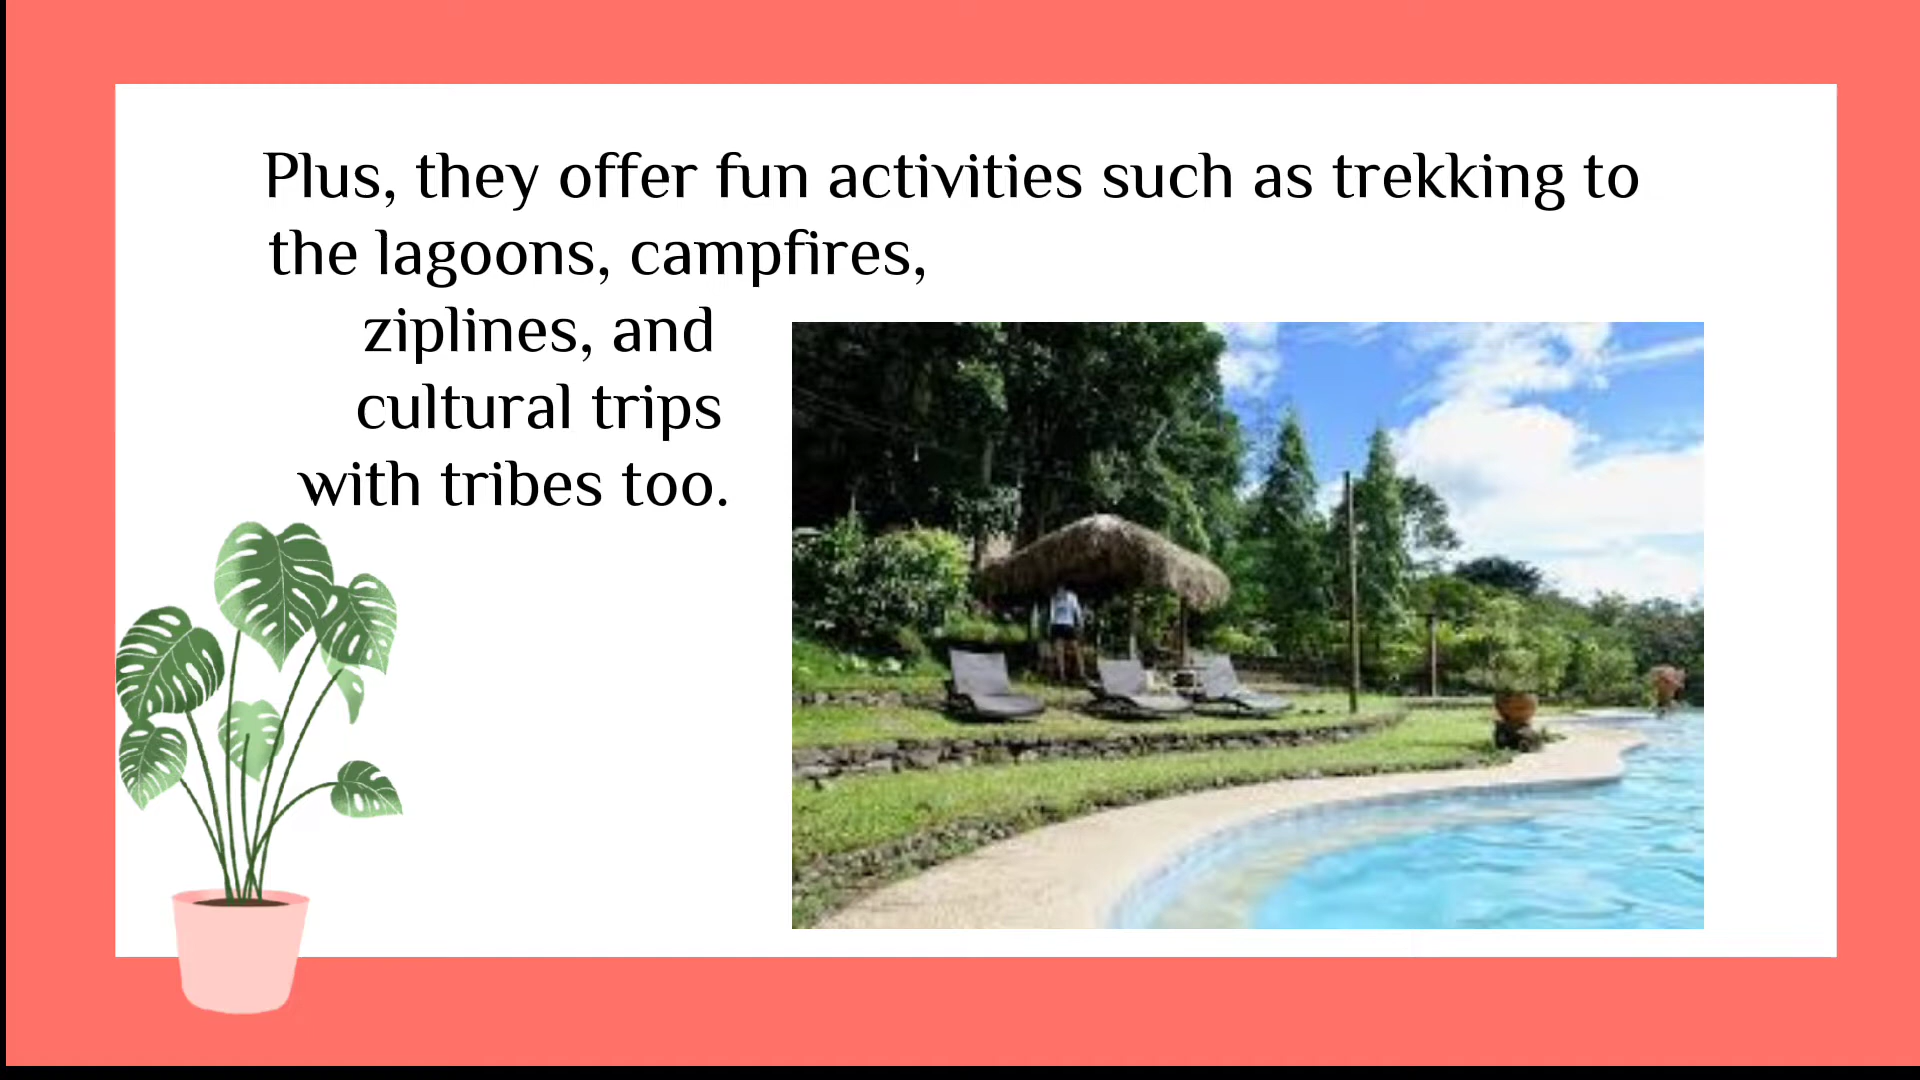 Plus, they offer fun activities such as trekking to
the lagoons, campfires,
ziplines, and
cultural trips
with tribes too.